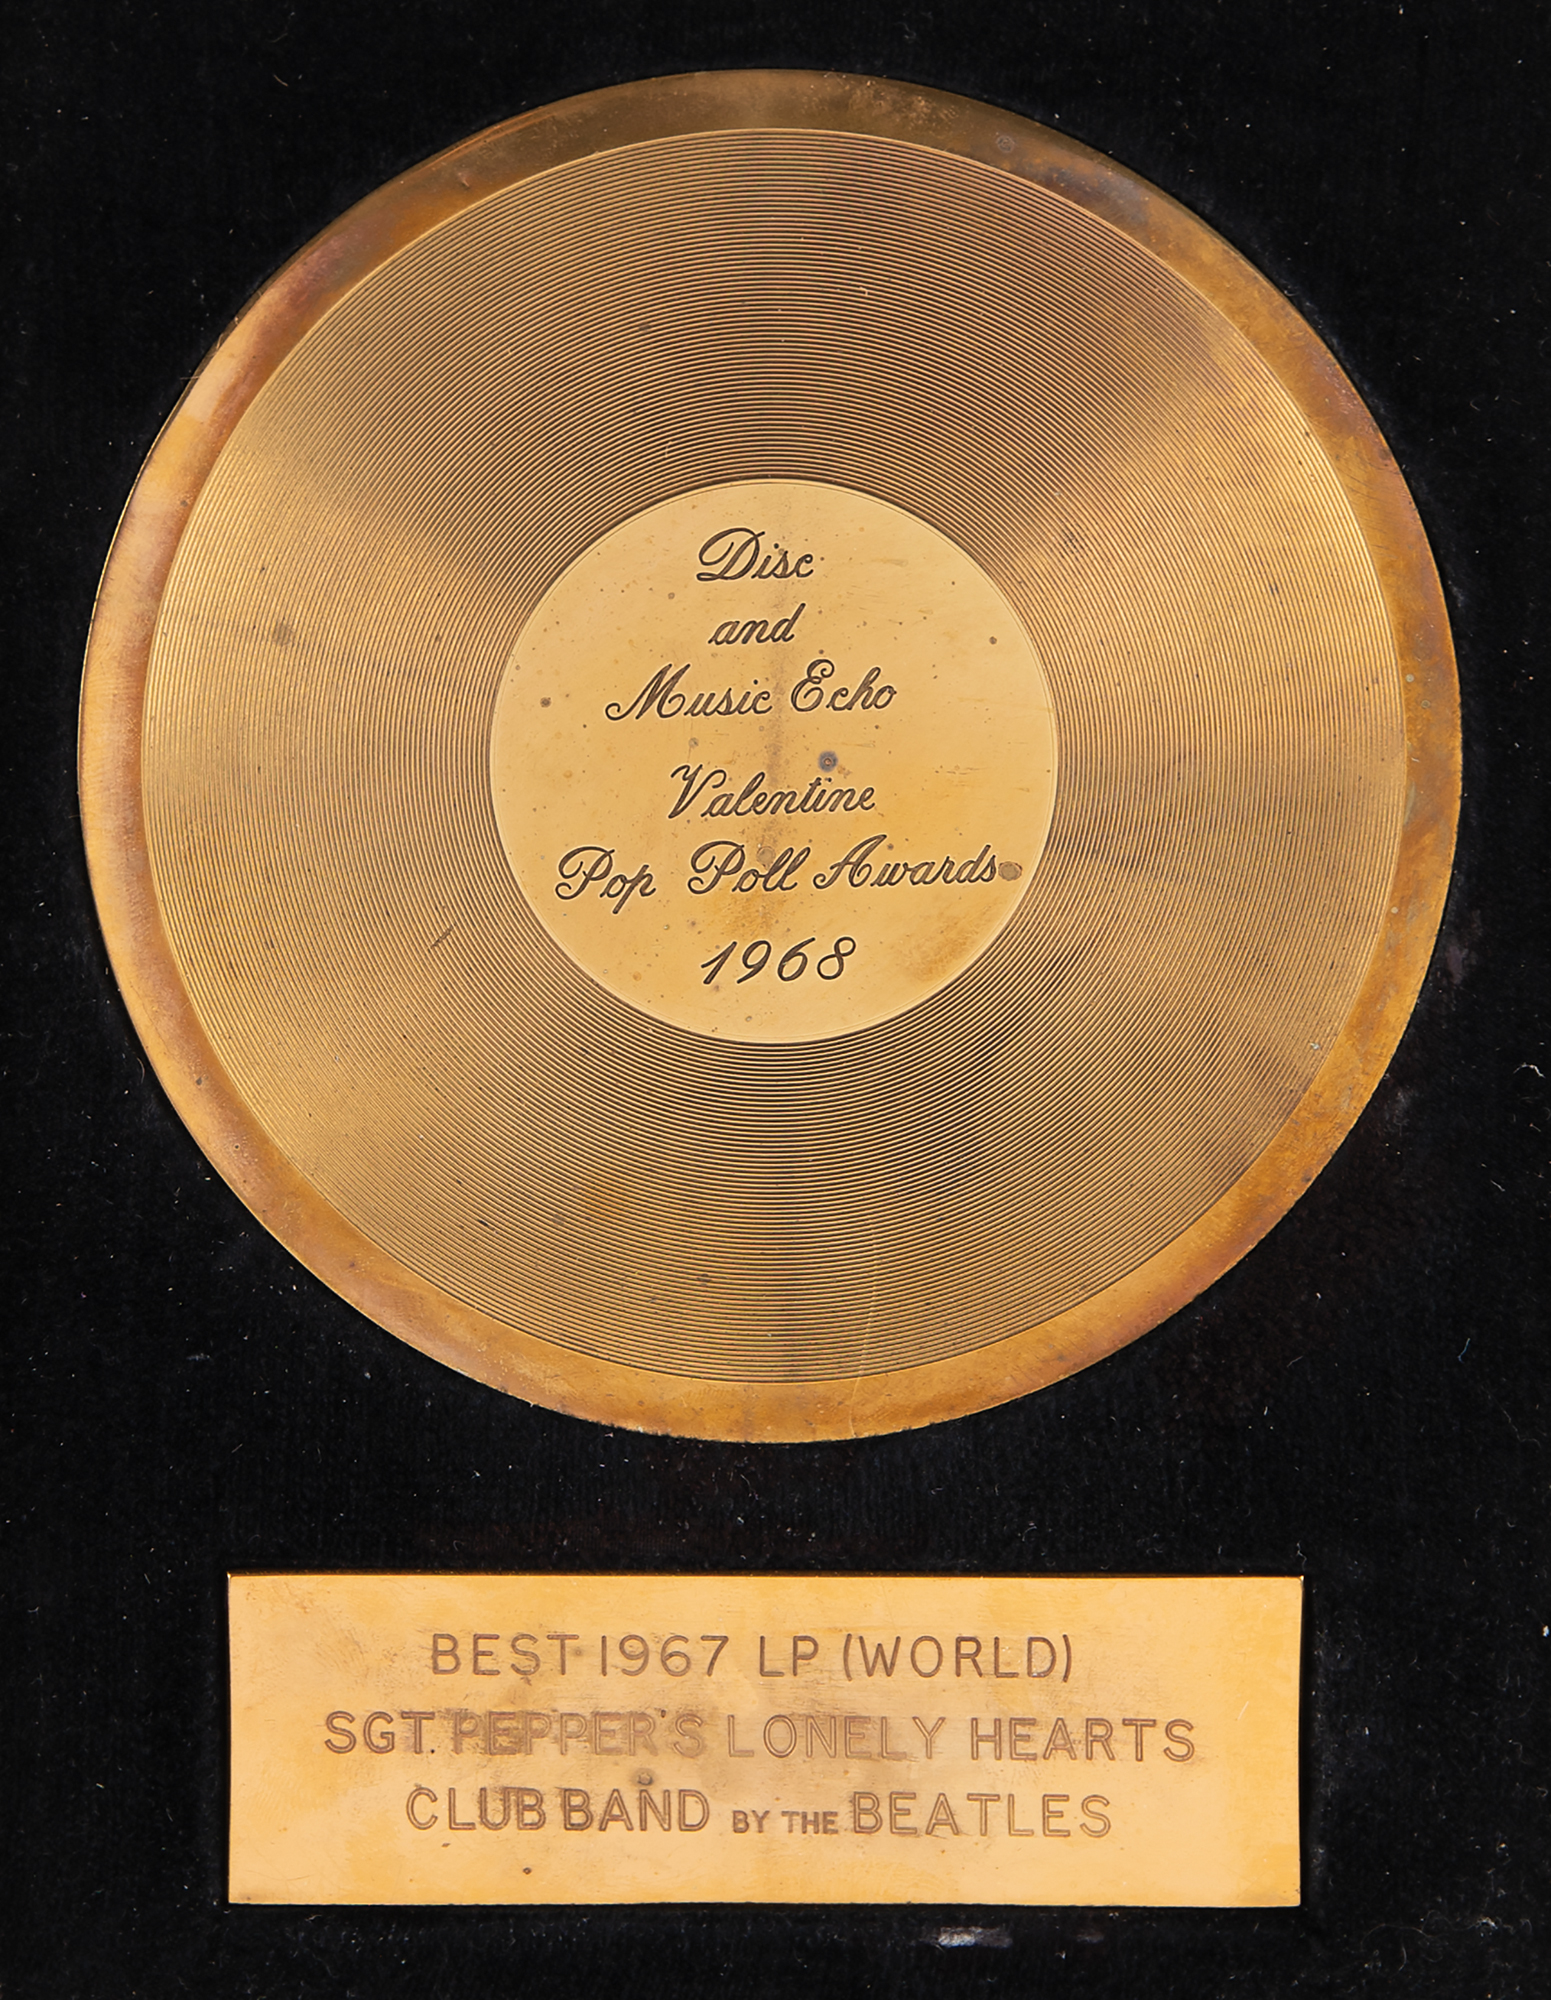 Disc
and
Music Echo
Valentine
Pop Poll Awards
1968
BEST 1967 LP (WORLD)
SGT. PEPPER'S LONELY HEARTS
CLUB BAND BY THE BEATLES